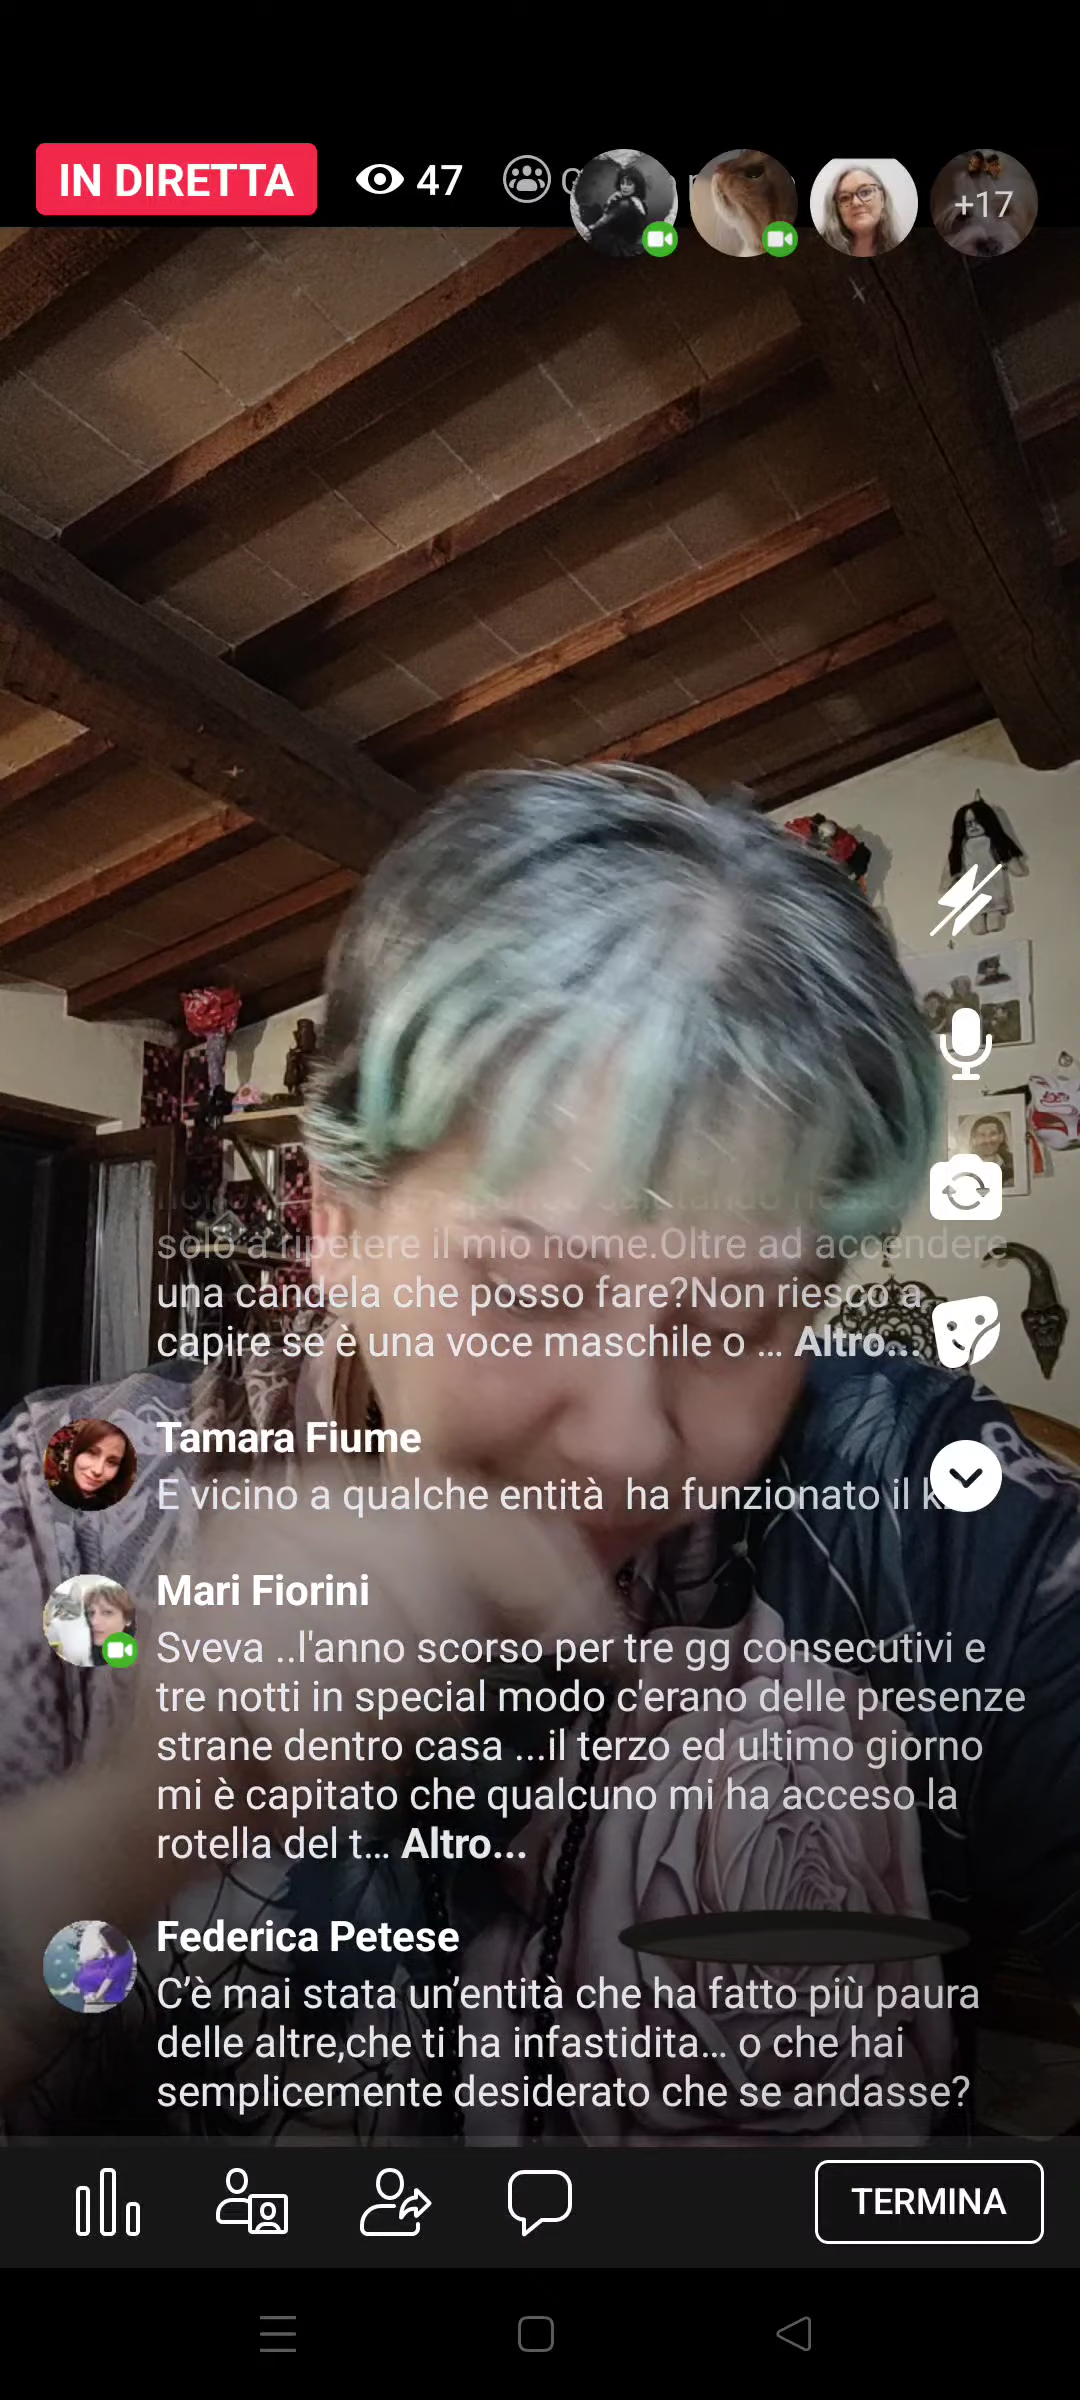 IN DIRETTA
47
+17
solo a ripetere il mio nome.Oltre ad accendere
una candela che posso fare?Non riesco a
capire se è una voce maschile o ... Altro...
Tamara Fiume
E vicino a qualche entità  ha funzionato il k
Mari Fiorini
Sveva ..l'anno scorso per tre gg consecutivi e
tre notti in special modo c'erano delle presenze
strane dentro casa ...il terzo ed ultimo giorno
mi è capitato che qualcuno mi ha acceso la
rotella del t... Altro...
Federica Petese
C’è mai stata un’entità che ha fatto più paura
delle altre,che ti ha infastidita… o che hai
semplicemente desiderato che se andasse?
TERMINA